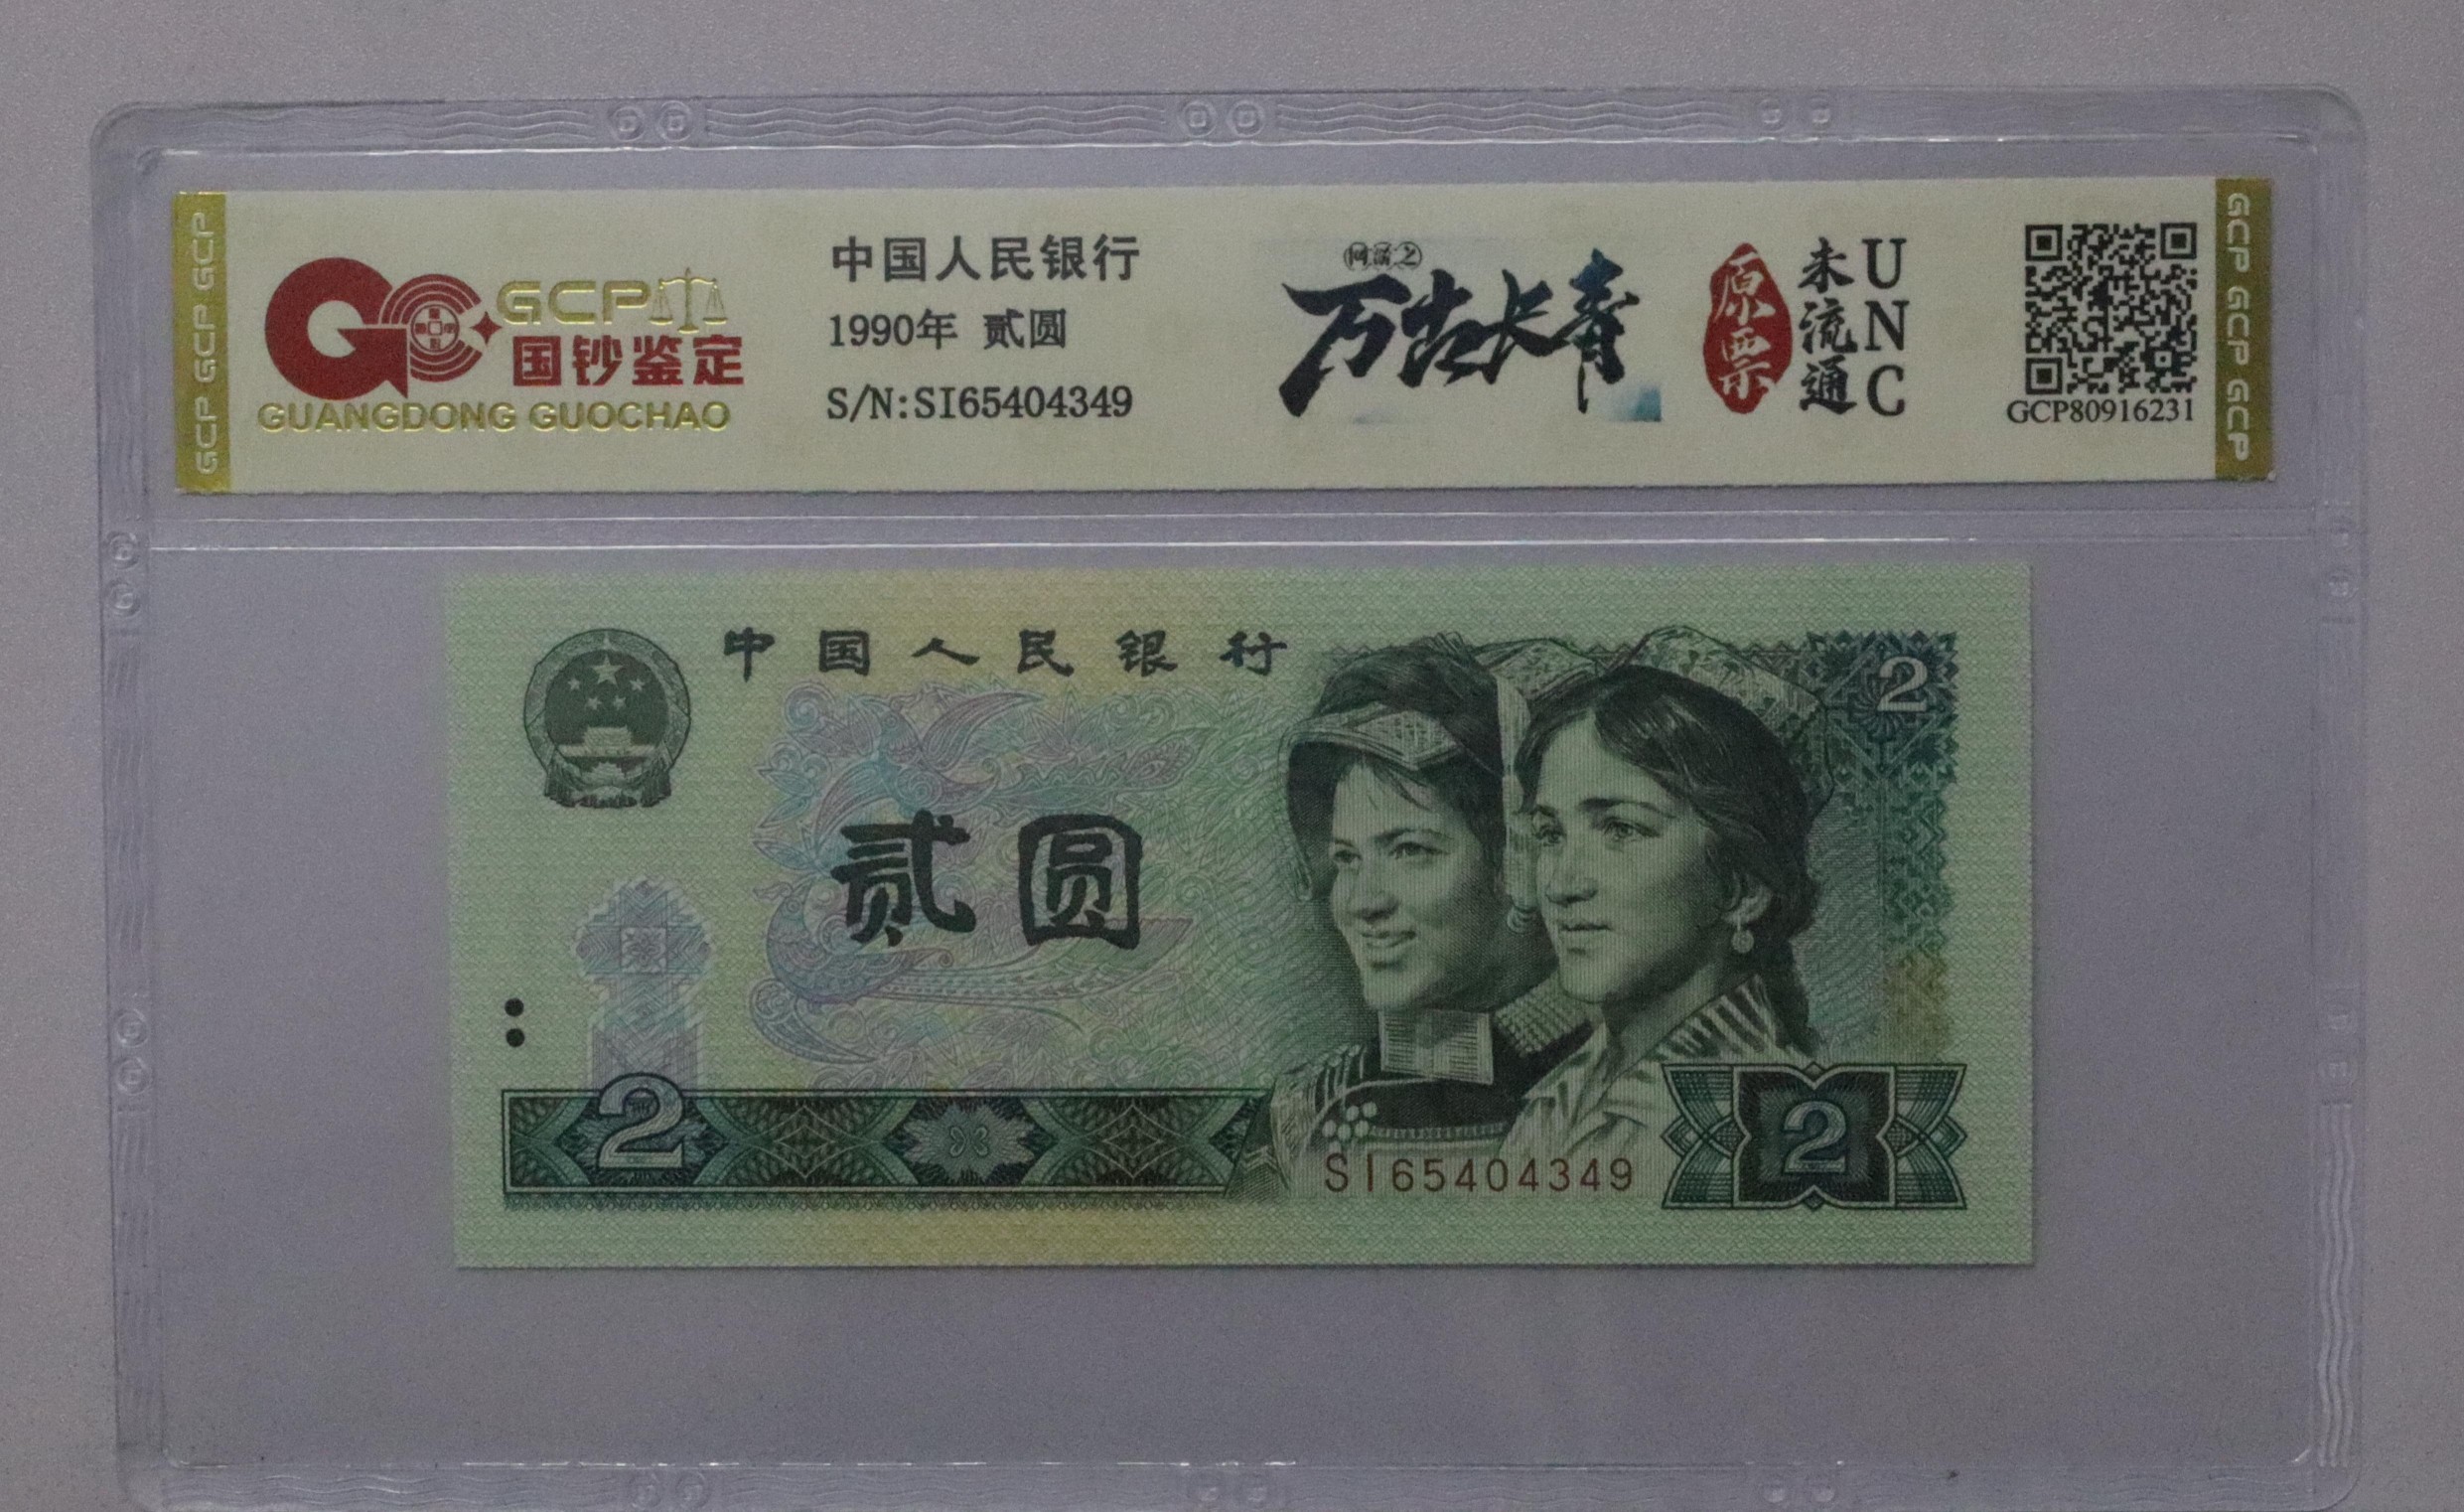 GCP GCP GCP
GCP
国钞鉴定
GUANGDONG GUOCHAO
中国人民银行
1990年 贰圆
S/N:SI65404349
万古长青
原票
未流通
UNC
GCP80916231
GCP GCP GCP
中国人民银行
2
贰圆
2
SI65404349
2